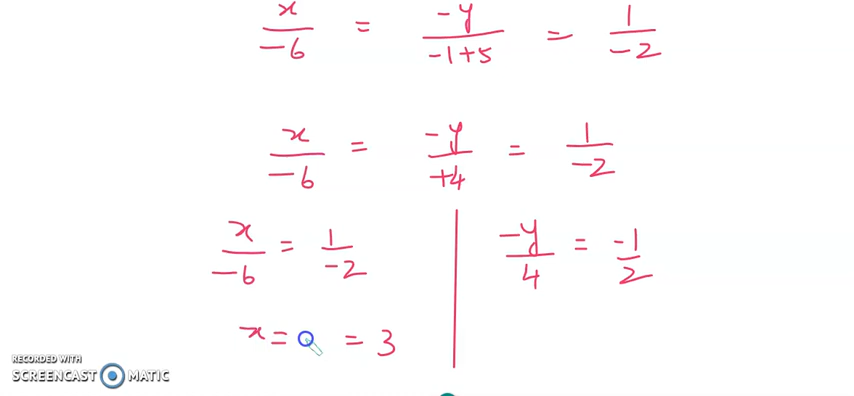 x/-6 = -y/-1+5 = 1/-2
x/-6 = -y/+4 = 1/-2
x/-6 = 1/-2
x = = 3
-y/4 = -1/2
RECORDED WITH
SCREENCAST MATIC